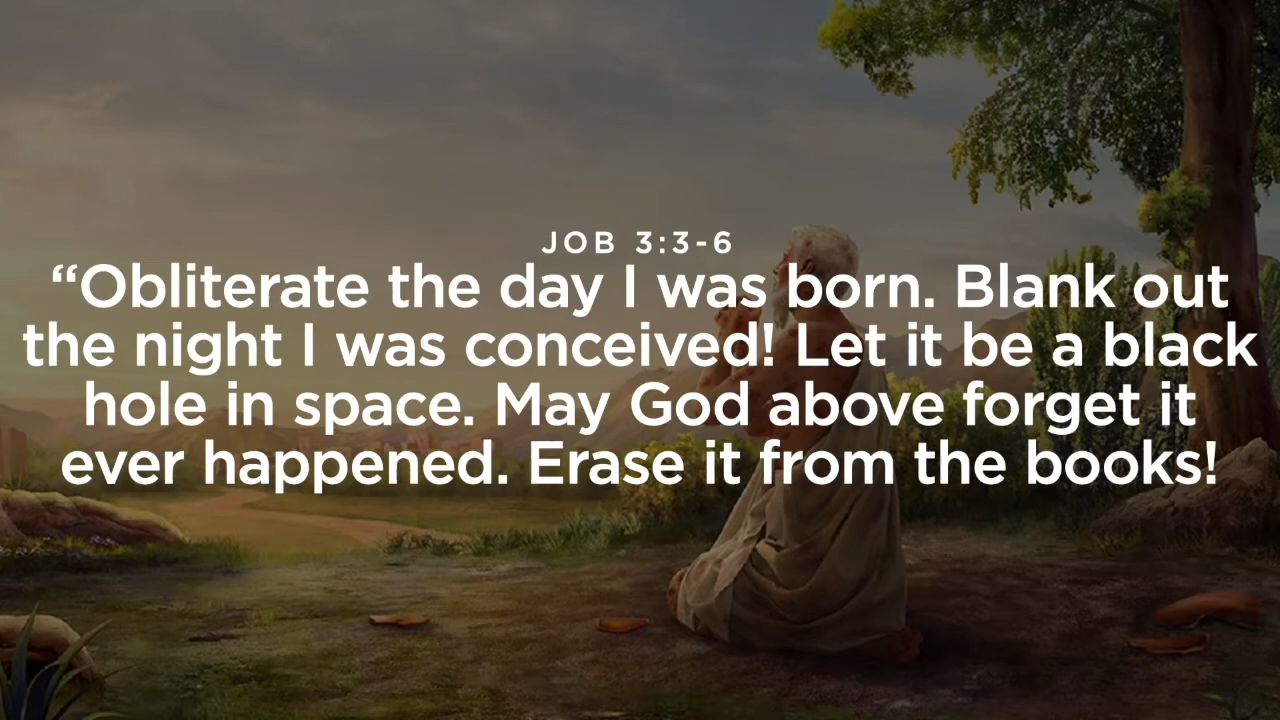 JOB 3:3-6
“Obliterate the day I was born. Blank out
the night I was conceived! Let it be a black
hole in space. May God above forget it
ever happened. Erase it from the books!